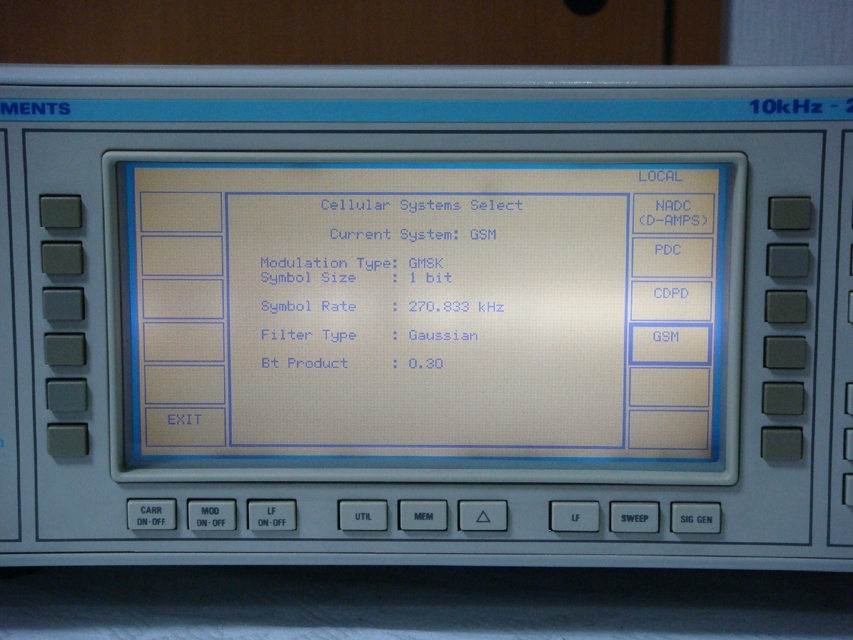 MENTS
10kHz - 2
LOCAL
Cellular Systems Select
Current System: GSM
Modulation Type: GMSK
Symbol Size : 1 bit
Symbol Rate : 270.833 kHz
Filter Type : Gaussian
Bt Product : 0.30
NADC
(D-AMPS)
PDC
CDPD
GSM
EXIT
CARR
ON-OFF
MOD
ON-OFF
LF
ON-OFF
UTIL
MEM
LF
SWEEP
SIG GEN